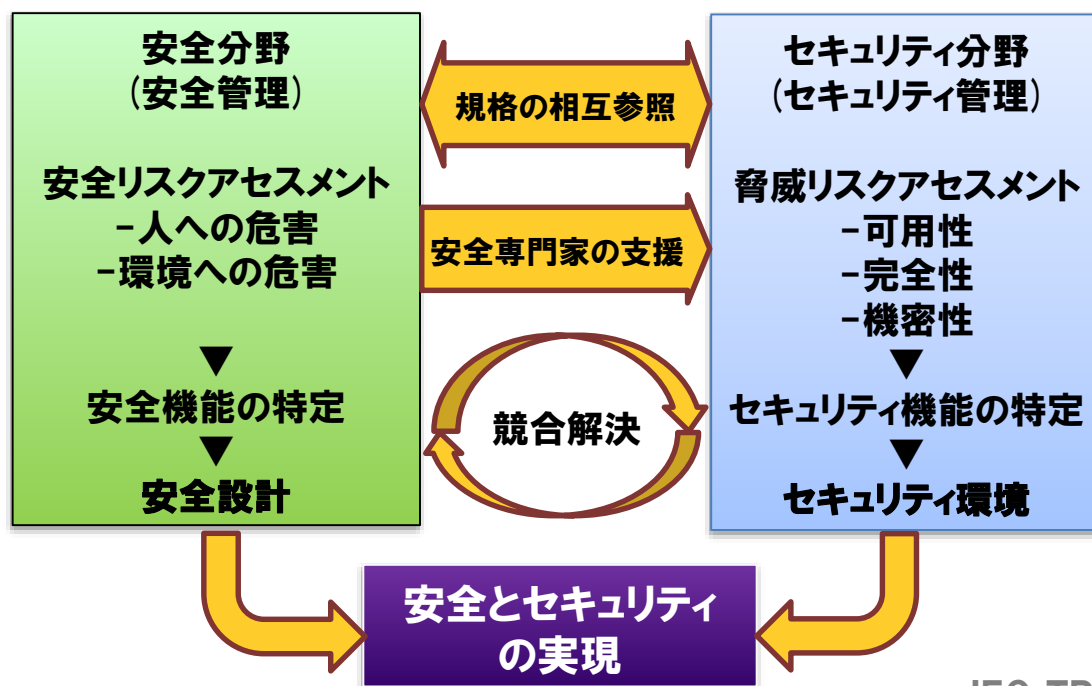 安全分野
(安全管理)
安全リスクアセスメント
-人への危害
-環境への危害
▼
安全機能の特定
▼
安全設計
規格の相互参照
安全専門家の支援
競合解決
セキュリティ分野
(セキュリティ管理)
脅威リスクアセスメント
-可用性
-完全性
-機密性
▼
セキュリティ機能の特定
▼
セキュリティ環境
安全とセキュリティ
の実現